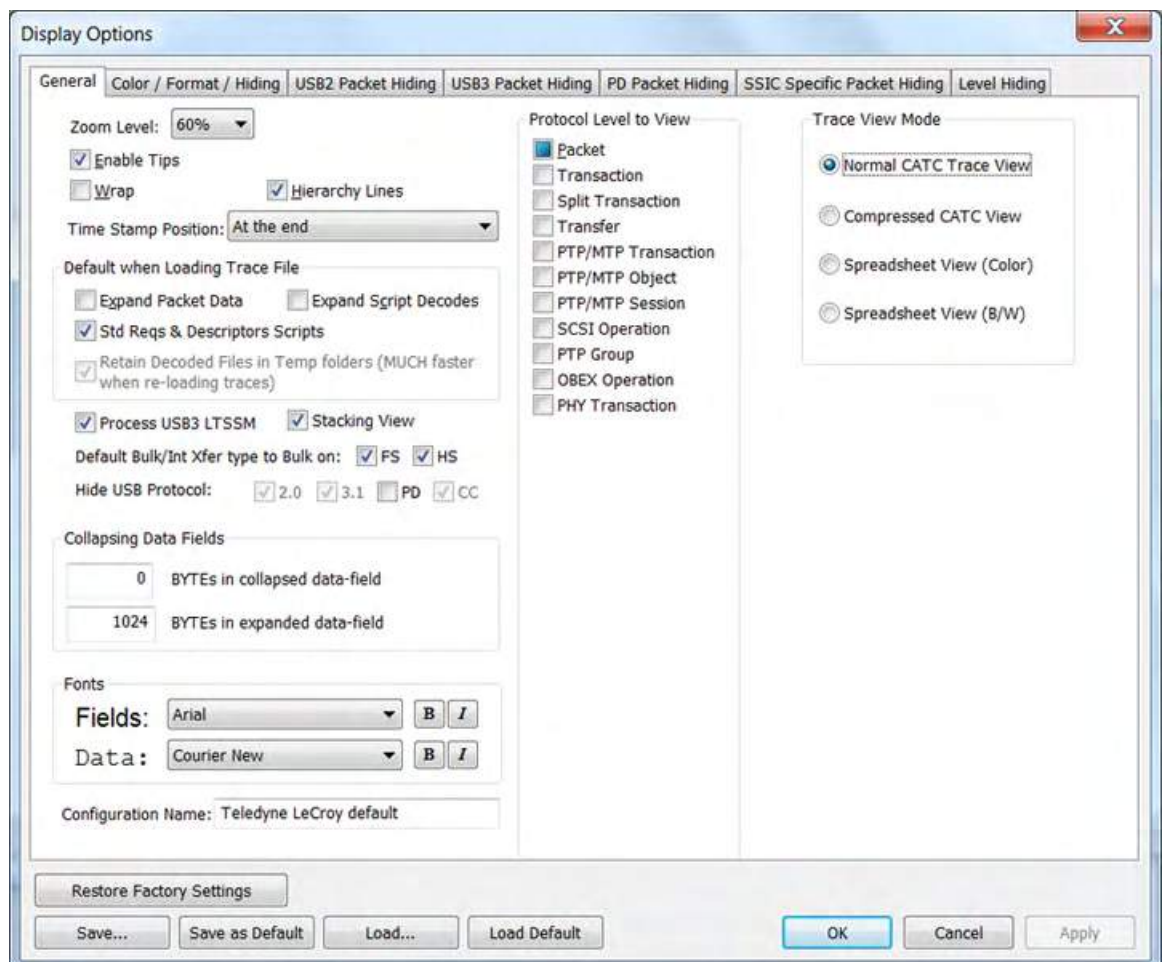 Display Options
General
Color / Format / Hiding
USB2 Packet Hiding
USB3 Packet Hiding
PD Packet Hiding
SSIC Specific Packet Hiding
Level Hiding
Zoom Level: 60%
Enable Tips
Wrap
Hierarchy Lines
Time Stamp Position: At the end
Default when Loading Trace File
Expand Packet Data
Expand Script Decodes
Std Reqs & Descriptors Scripts
Retain Decoded Files in Temp folders (MUCH faster
when re-loading traces)
Process USB3 LTSSM
Stacking View
Default Bulk/Int Xfer type to Bulk on: FS HS
Hide USB Protocol: 2.0 3.1 PD CC
Collapsing Data Fields
0 BYTEs in collapsed data-field
1024 BYTEs in expanded data-field
Fonts
Fields: Arial B I
Data: Courier New B I
Configuration Name: Teledyne LeCroy default
Protocol Level to View
Packet
Transaction
Split Transaction
Transfer
PTP/MTP Transaction
PTP/MTP Object
PTP/MTP Session
SCSI Operation
PTP Group
OBEX Operation
PHY Transaction
Trace View Mode
Normal CATC Trace View
Compressed CATC View
Spreadsheet View (Color)
Spreadsheet View (B/W)
Restore Factory Settings
Save...
Save as Default
Load...
Load Default
OK
Cancel
Apply